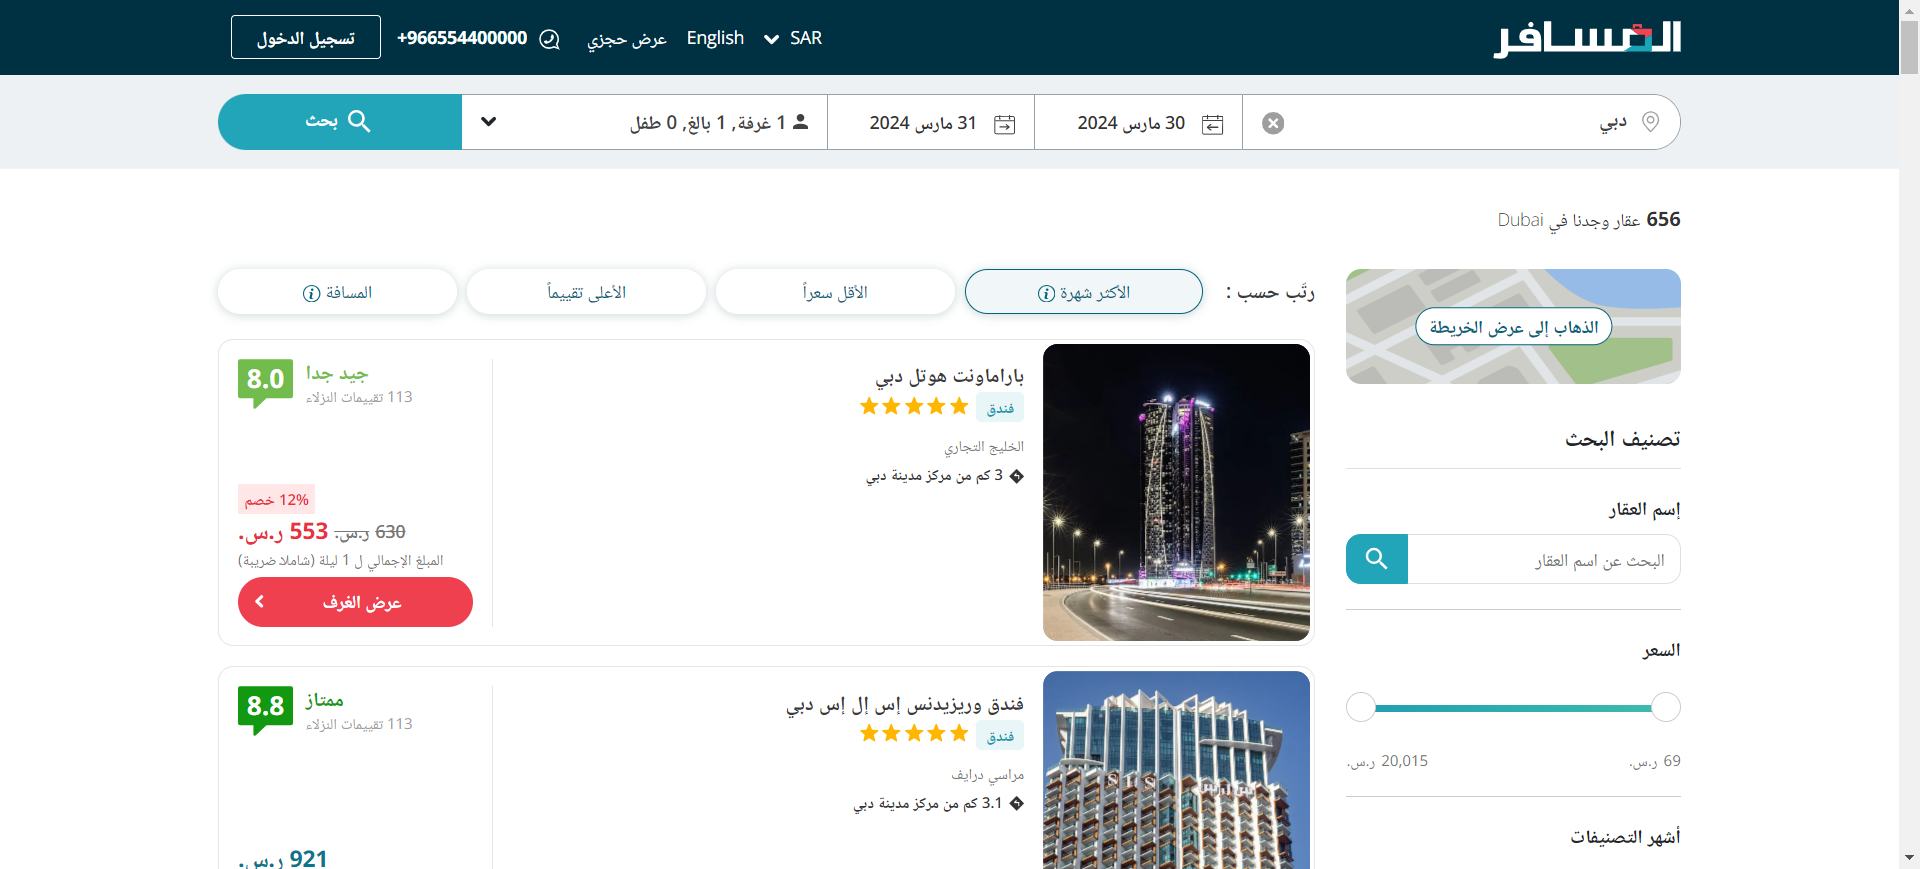 المسافر
SAR
English
عرض حجزي
+966554400000
تسجيل الدخول
دبي
30 مارس 2024
31 مارس 2024
1 غرفة, 1 بالغ, 0 طفل
بحث
656 عقار وجدنا في Dubai
الذهاب إلى عرض الخريطة
تصنيف البحث
إسم العقار
البحث عن اسم العقار
السعر
69 ر.س.
20,015 ر.س.
أشهر التصنيفات
رتَب حسب :
الأكثر شهرة
الأقل سعراً
الأعلى تقييماً
المسافة
باراماونت هوتل دبي
فندق
الخليج التجاري
3 كم من مركز مدينة دبي
8.0
جيد جدا
113 تقييمات النزلاء
12% خصم
630 ر.س. 553 ر.س.
المبلغ الإجمالي ل 1 ليلة (شاملا ضريبة)
عرض الغرف
فندق وريزيدنس إس إل إس دبي
فندق
مراسي درايف
3.1 كم من مركز مدينة دبي
8.8
ممتاز
113 تقييمات النزلاء
921 ر.س.
SLS